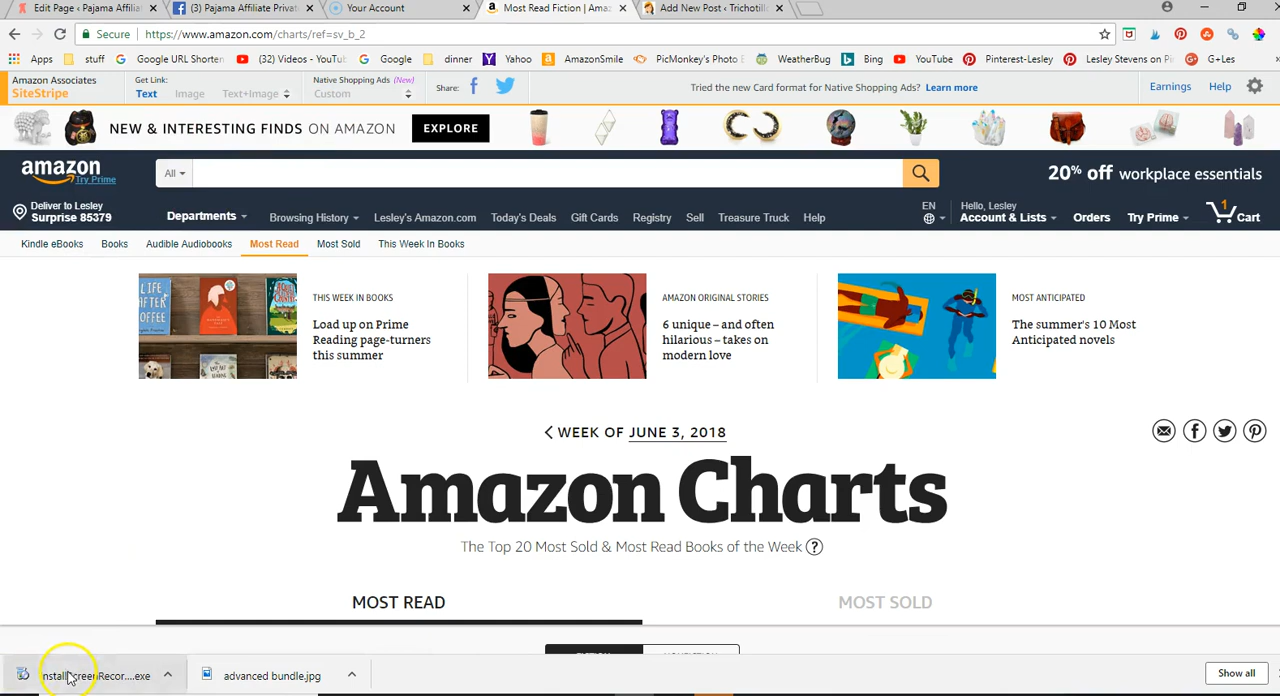 Edit Page ‹ Pajama Affiliat
(3) Pajama Affiliate Privat
Your Account
Most Read Fiction | Amaz
Add New Post ‹ Trichotill
Secure
https://www.amazon.com/charts/ref=sv_b_2
Apps
stuff
Google URL Shorten
(32) Videos - YouTu
Google
dinner
Yahoo
AmazonSmile
PicMonkey's Photo
WeatherBug
Bing
YouTube
Pinterest-Lesley
Lesley Stevens on Pi
G+Les
Amazon Associates
SiteStripe
Get Link:
Text
Image
Text+Image
Native Shopping Ads (New)
Custom
Share:
Tried the new Card format for Native Shopping Ads? Learn more
Earnings
Help
NEW & INTERESTING FINDS ON AMAZON
EXPLORE
amazon
Try Prime
All
20% off workplace essentials
Deliver to Lesley
Surprise 85379
Departments
Browsing History
Lesley's Amazon.com
Today's Deals
Gift Cards
Registry
Sell
Treasure Truck
Help
EN
Hello, Lesley
Account & Lists
Orders
Try Prime
1
Cart
Kindle eBooks
Books
Audible Audiobooks
Most Read
Most Sold
This Week In Books
LIFE
AFTER
COFFEE
THIS WEEK IN BOOKS
Load up on Prime
Reading page-turners
this summer
AMAZON ORIGINAL STORIES
6 unique – and often
hilarious – takes on
modern love
MOST ANTICIPATED
The summer's 10 Most
Anticipated novels
WEEK OF JUNE 3, 2018
Amazon Charts
The Top 20 Most Sold & Most Read Books of the Week ?
MOST READ
MOST SOLD
advanced bundle.jpg
Show all